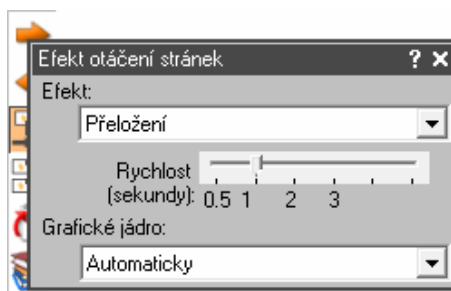 Efekt otáčení stránek ? ×
Efekt:
Přeložení
Rychlost
(sekundy): 0.5 1 2 3
Grafické jádro:
Automaticky